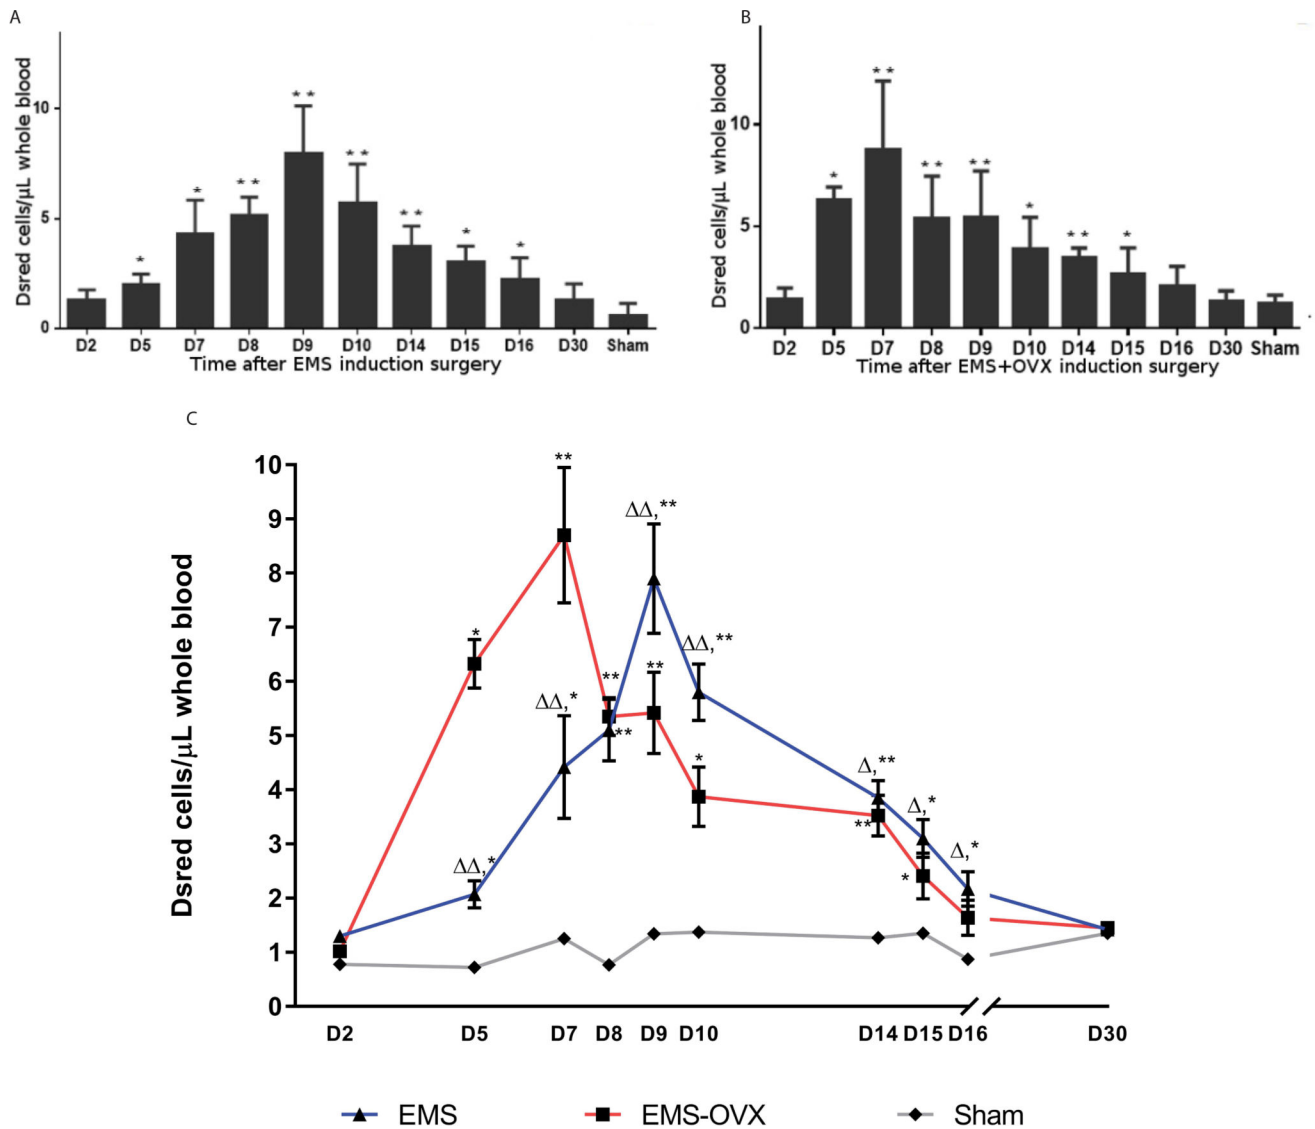 A
Dsred cells/μL whole blood
10
5
0
* ** ** ** ** * *
*
D2 D5 D7 D8 D9 D10 D14 D15 D16 D30 Sham
Time after EMS induction surgery
B
Dsred cells/μL whole blood
10
5
0
* ** ** ** * ** *
D2 D5 D7 D8 D9 D10 D14 D15 D16 D30 Sham
Time after EMS+OVX induction surgery
C
Dsred cells/μL whole blood
10
9
8
7
6
5
4
3
2
1
0
**
ΔΔ,**
*
ΔΔ,**
**
**
ΔΔ,*
**
*
Δ,**
Δ,*
**
Δ,*
ΔΔ,*
*
D2 D5 D7 D8 D9 D10 D14 D15 D16 D30
EMS EMS-OVX Sham